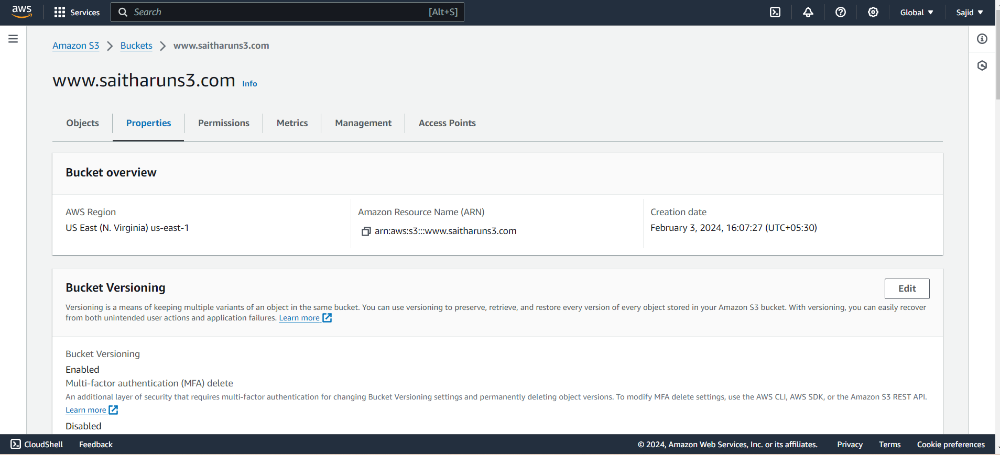 aws
Services
Search [Alt+S]
Global
Sajid
Amazon S3 Buckets www.saitharuns3.com
www.saitharuns3.com Info
Objects Properties Permissions Metrics Management Access Points
Bucket overview
AWS Region
US East (N. Virginia) us-east-1
Amazon Resource Name (ARN)
arn:aws:s3:::www.saitharuns3.com
Creation date
February 3, 2024, 16:07:27 (UTC+05:30)
Bucket Versioning
Edit
Versioning is a means of keeping multiple variants of an object in the same bucket. You can use versioning to preserve, retrieve, and restore every version of every object stored in your Amazon S3 bucket. With versioning, you can easily recover
from both unintended user actions and application failures. Learn more
Bucket Versioning
Enabled
Multi-factor authentication (MFA) delete
An additional layer of security that requires multi-factor authentication for changing Bucket Versioning settings and permanently deleting object versions. To modify MFA delete settings, use the AWS CLI, AWS SDK, or the Amazon S3 REST API.
Learn more
Disabled
CloudShell Feedback © 2024, Amazon Web Services, Inc. or its affiliates. Privacy Terms Cookie preferences